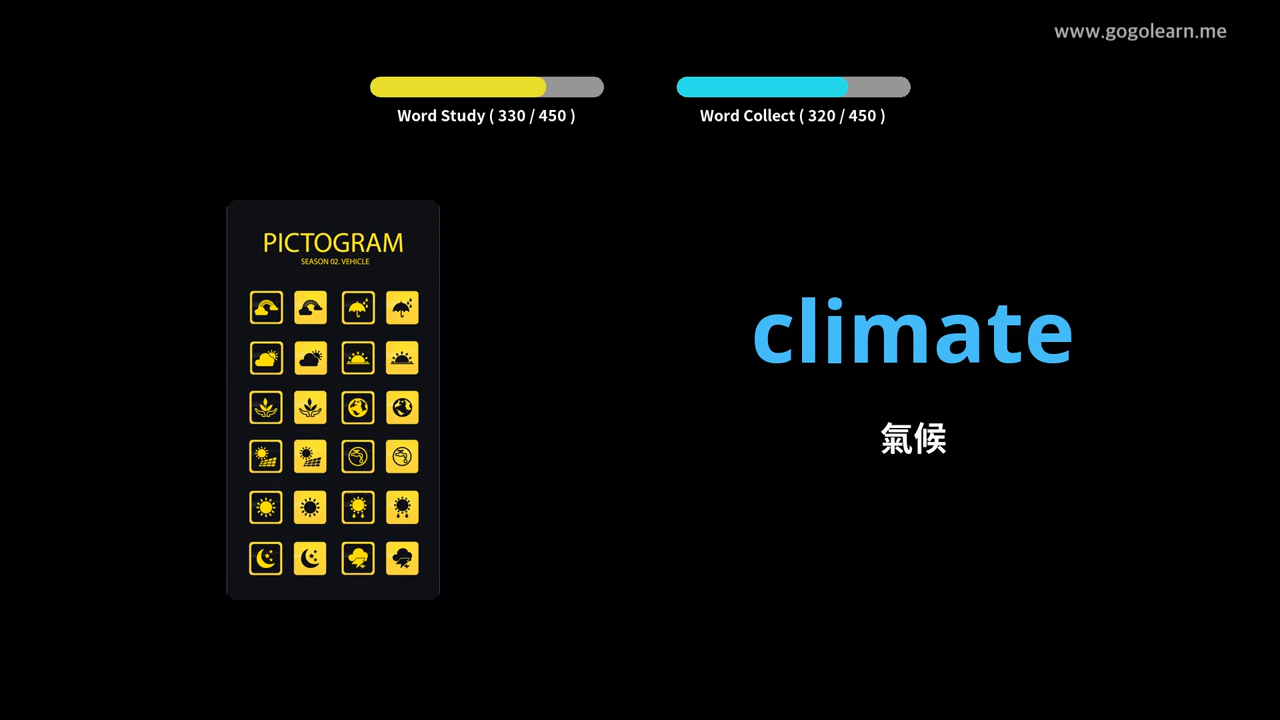 www.gogolearn.me
Word Study ( 330 / 450 )
Word Collect ( 320 / 450 )
PICTOGRAM
SEASON 02. VEHICLE
climate
氣候